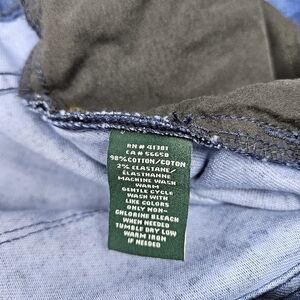 RN # 41381
CA # 56650
98% COTTON/COTON
2% ELASTANE/
ELASTHANNE
MACHINE WASH
WARM
GENTLE CYCLE
WASH WITH
LIKE COLORS
ONLY NON-
CHLORINE BLEACH
WHEN NEEDED
TUMBLE DRY LOW
WARM IRON
IF NEEDED